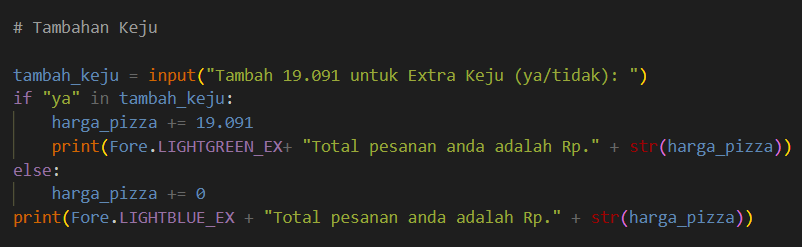 # Tambahan Keju
tambah_keju = input("Tambah 19.091 untuk Extra Keju (ya/tidak): ")
if "ya" in tambah_keju:
    harga_pizza += 19.091
    print(Fore.LIGHTGREEN_EX+ "Total pesanan anda adalah Rp." + str(harga_pizza))
else:
    harga_pizza += 0
print(Fore.LIGHTBLUE_EX + "Total pesanan anda adalah Rp." + str(harga_pizza))